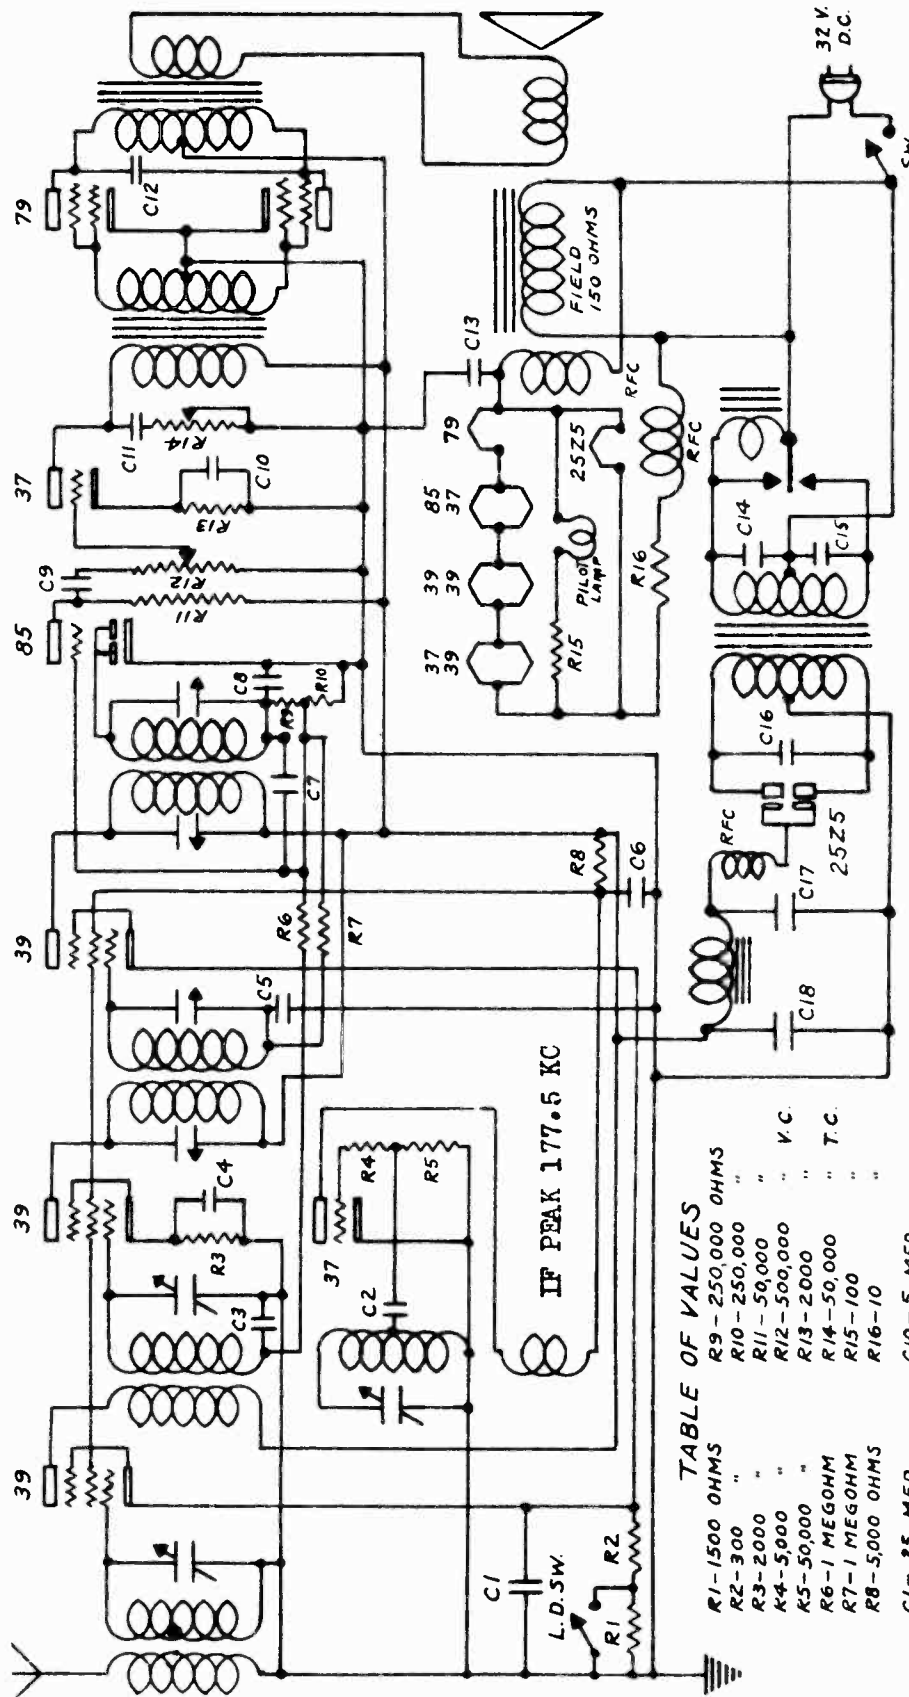 39
39
39
85
37
79
C12
C11
R14
C10
R13
C9
R12
R11
C8
R10
R9
C7
R6
R7
C5
C4
R3
C3
37
R4
R5
C2
R8
C6
C1
L.D.SW.
R1
R2
IF PEAK 177.5 KC
C13
FIELD
150 OHMS
RFC
79
85
37
39
39
37
39
25Z5
PILOT
LAMP
R15
RFC
R16
32 V.
D.C.
SW
C14
C15
C16
25Z5
RFC
C17
C18
TABLE OF VALUES
R1-1500 OHMS R9-250,000 OHMS
R2-300 " R10-250,000 "
R3-2000 " R11-50,000 "
R4-5,000 " R12-500,000 " V.C.
R5-50,000 " R13-2000 "
R6-1 MEGOHM R14-50,000 " T.C.
R7-1 MEGOHM R15-100 "
R8-5,000 OHMS R16-10 "